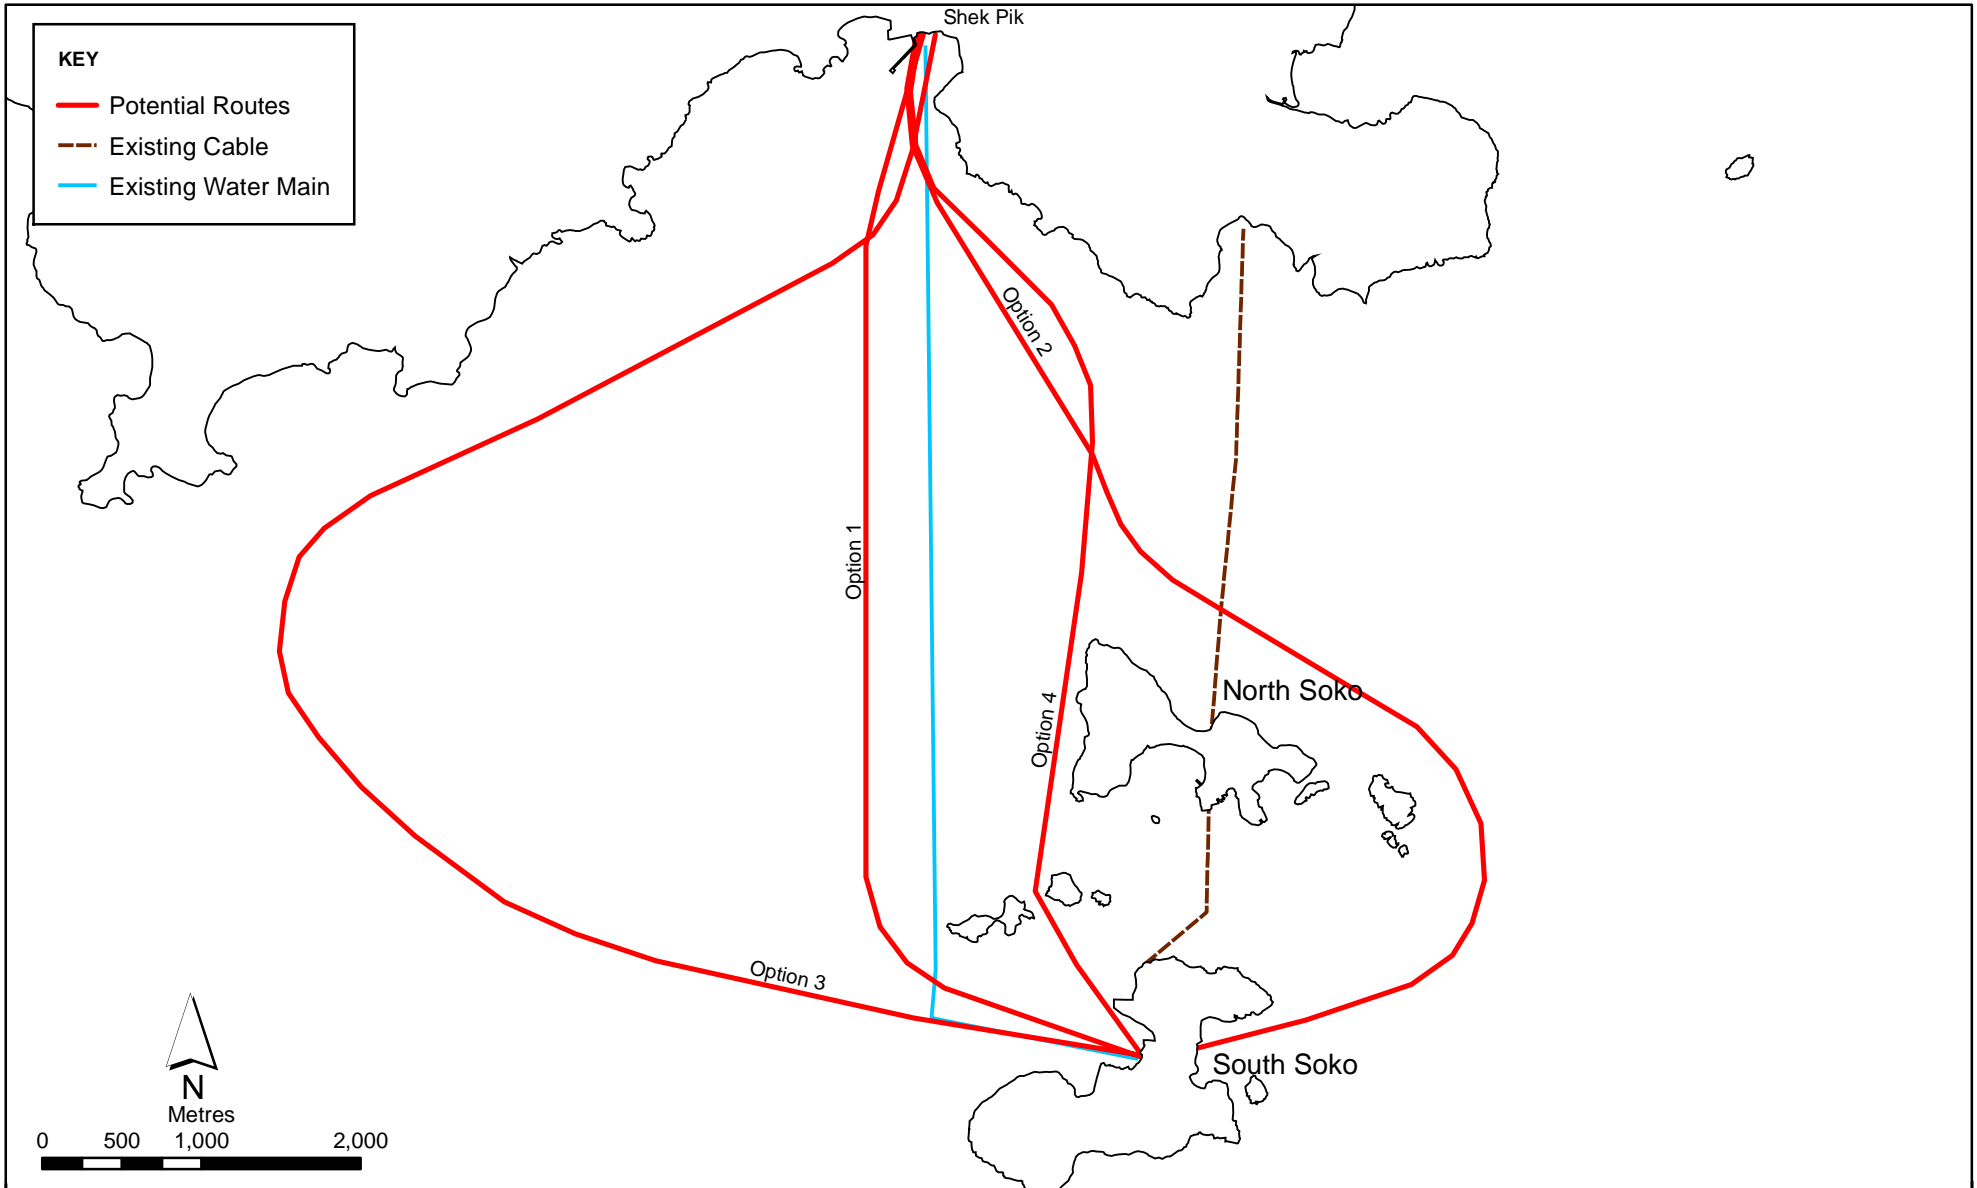 Shek Pik
KEY
Potential Routes
Existing Cable
Existing Water Main
Option 2
Option 1
North Soko
Option 4
Option 3
South Soko
N
Metres
0 500 1,000 2,000